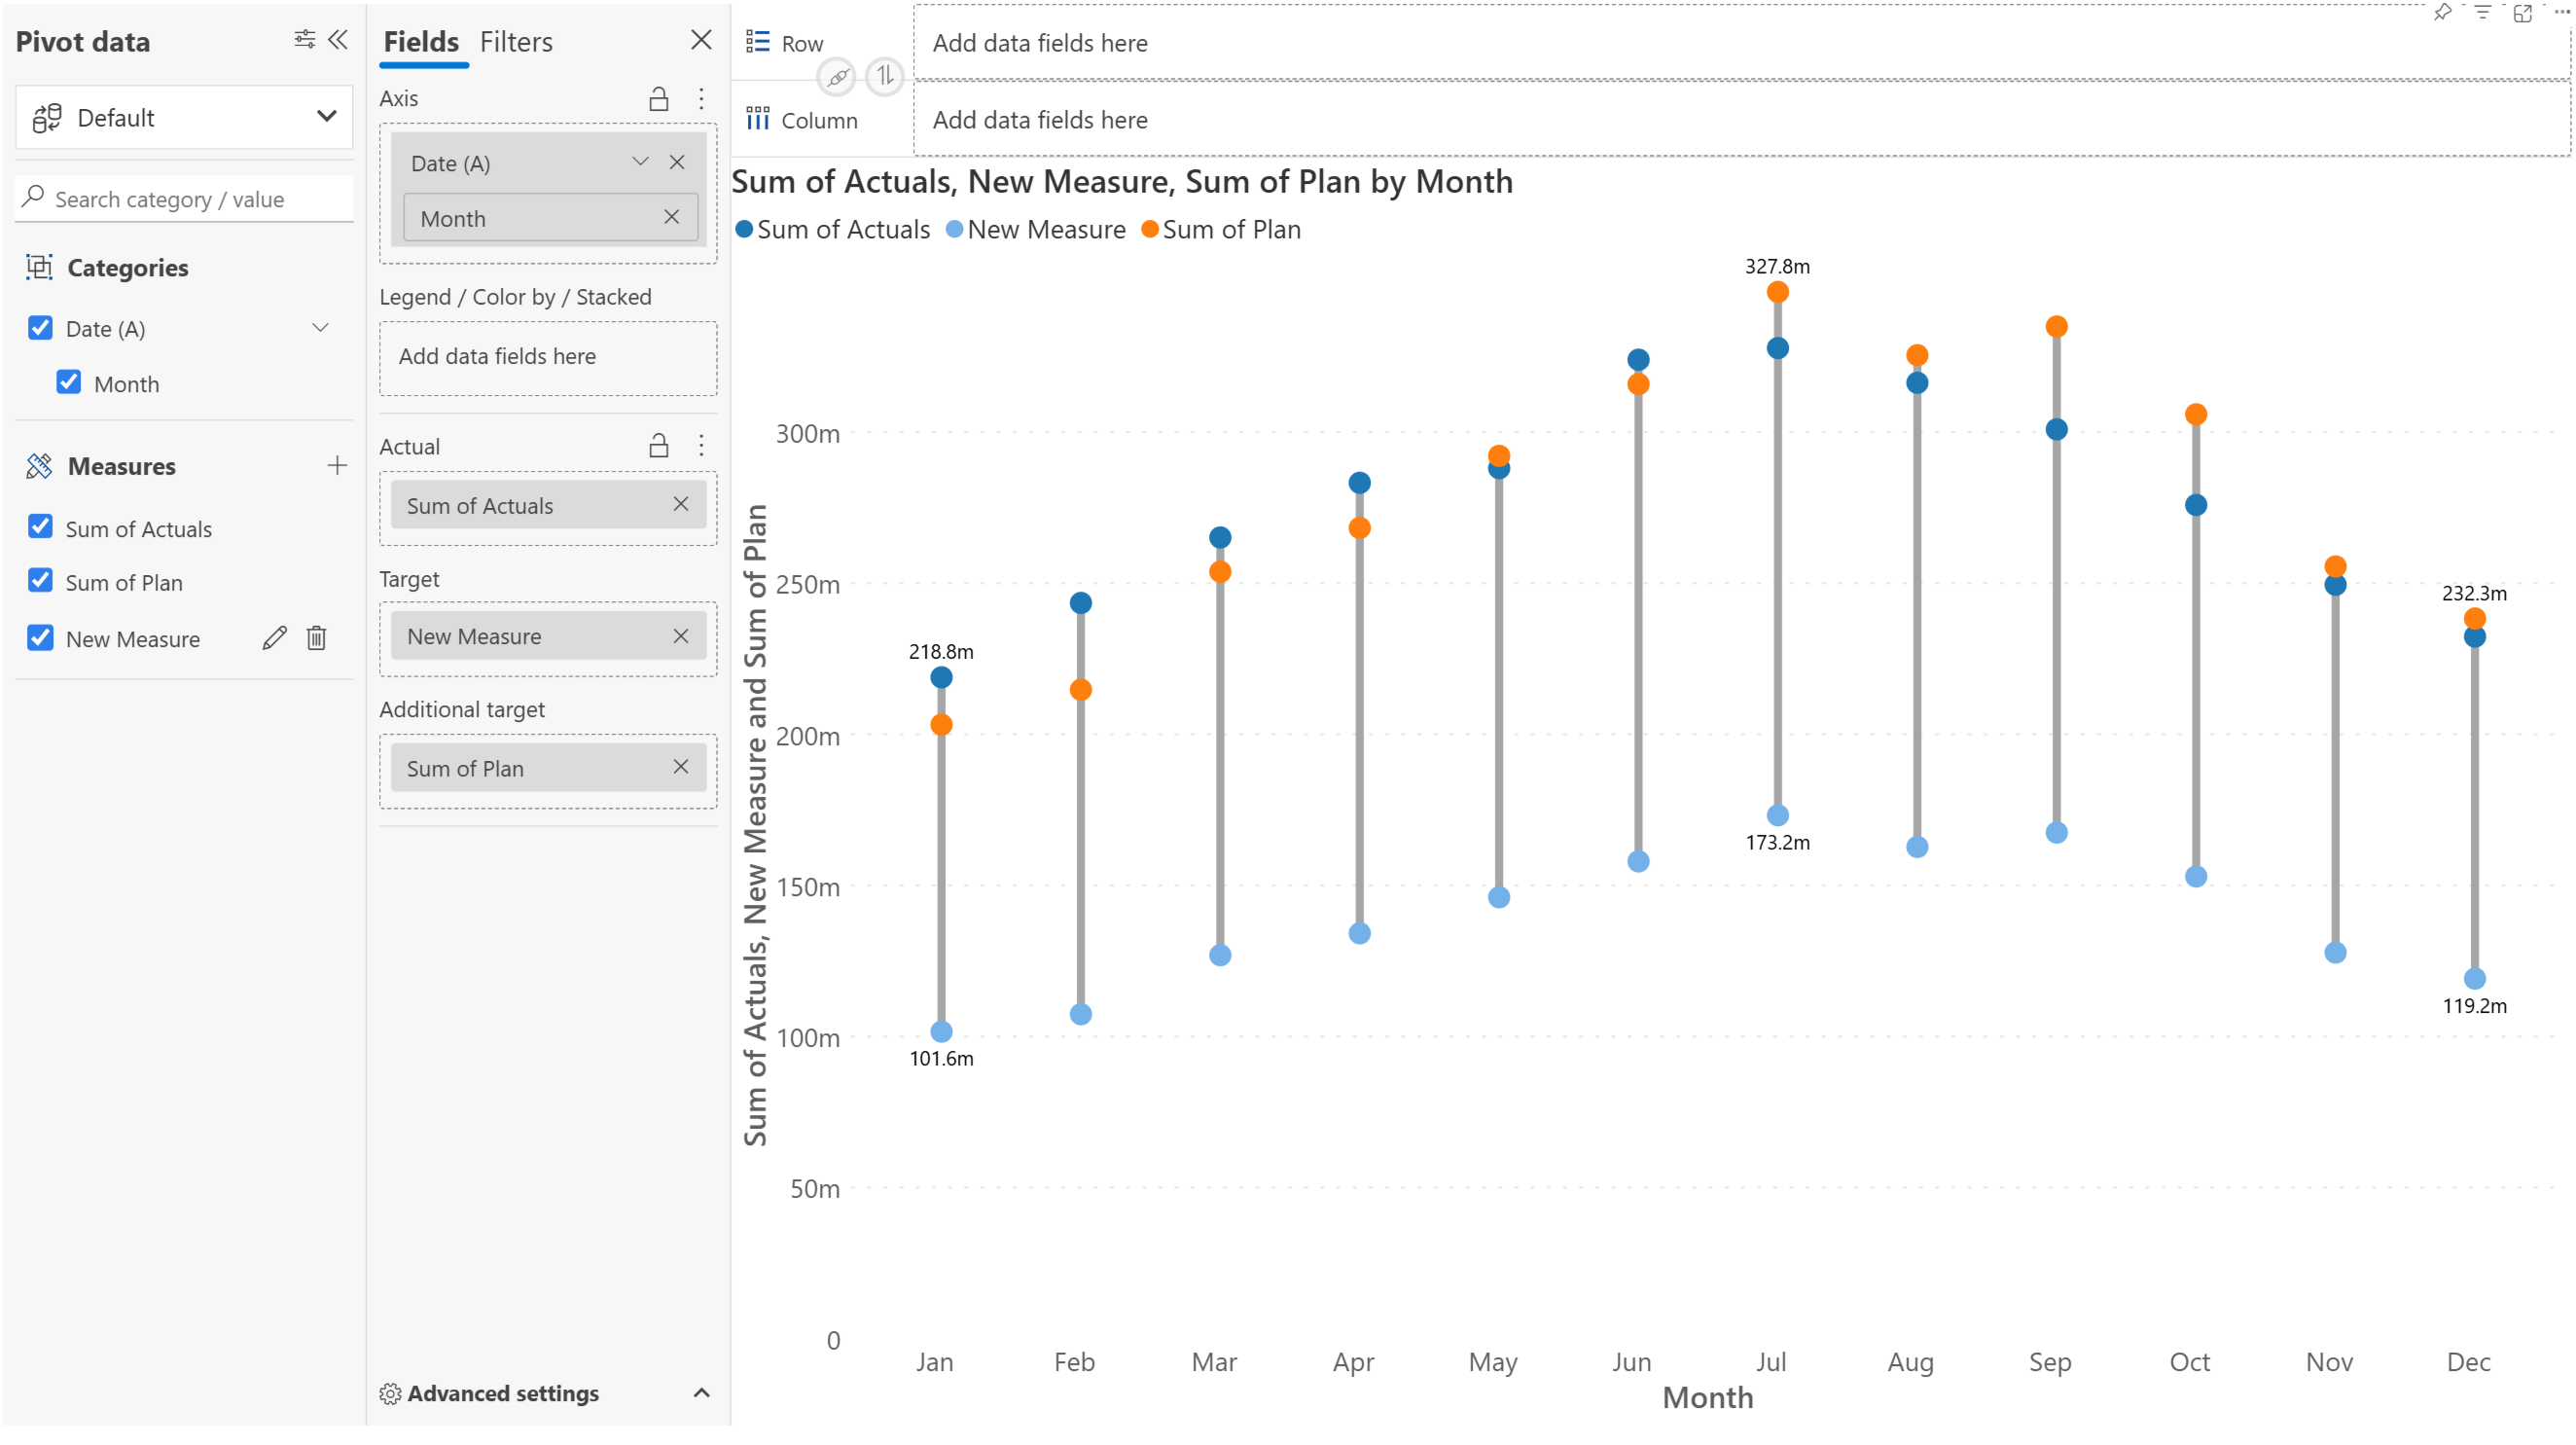 Pivot data
Default
Search category / value
Categories
Date (A)
Month
Measures
Sum of Actuals
Sum of Plan
New Measure
Fields
Filters
Axis
Date (A)
Month
Legend / Color by / Stacked
Add data fields here
Actual
Sum of Actuals
Target
New Measure
Additional target
Sum of Plan
Advanced settings
Row
Add data fields here
Column
Add data fields here
Sum of Actuals, New Measure, Sum of Plan by Month
Sum of Actuals New Measure Sum of Plan
Sum of Actuals, New Measure and Sum of Plan
300m
250m
200m
150m
100m
50m
0
218.8m
101.6m
327.8m
173.2m
232.3m
119.2m
Jan Feb Mar Apr May Jun Jul Aug Sep Oct Nov Dec
Month